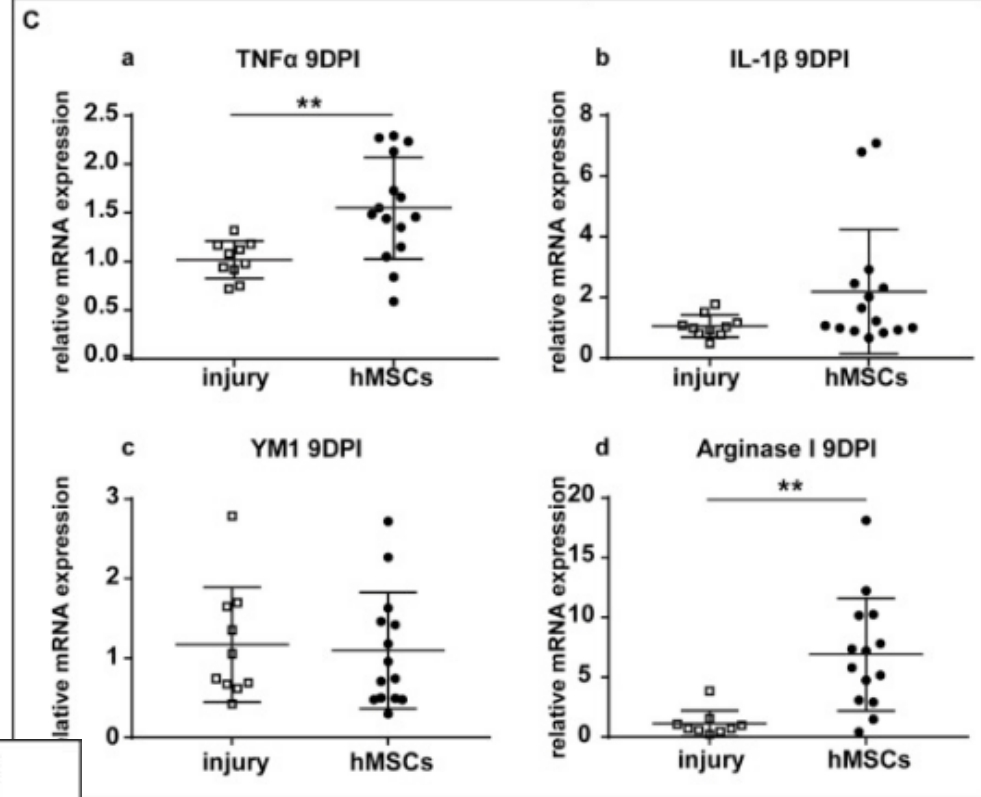 C
a TNFα 9DPI
**
relative mRNA expression
2.5
2.0
1.5
1.0
0.5
0.0
injury hMSCs
b IL-1β 9DPI
relative mRNA expression
8
6
4
2
0
injury hMSCs
c YM1 9DPI
lative mRNA expression
3
2
1
0
injury hMSCs
d Arginase I 9DPI
**
relative mRNA expression
20
15
10
5
0
injury hMSCs